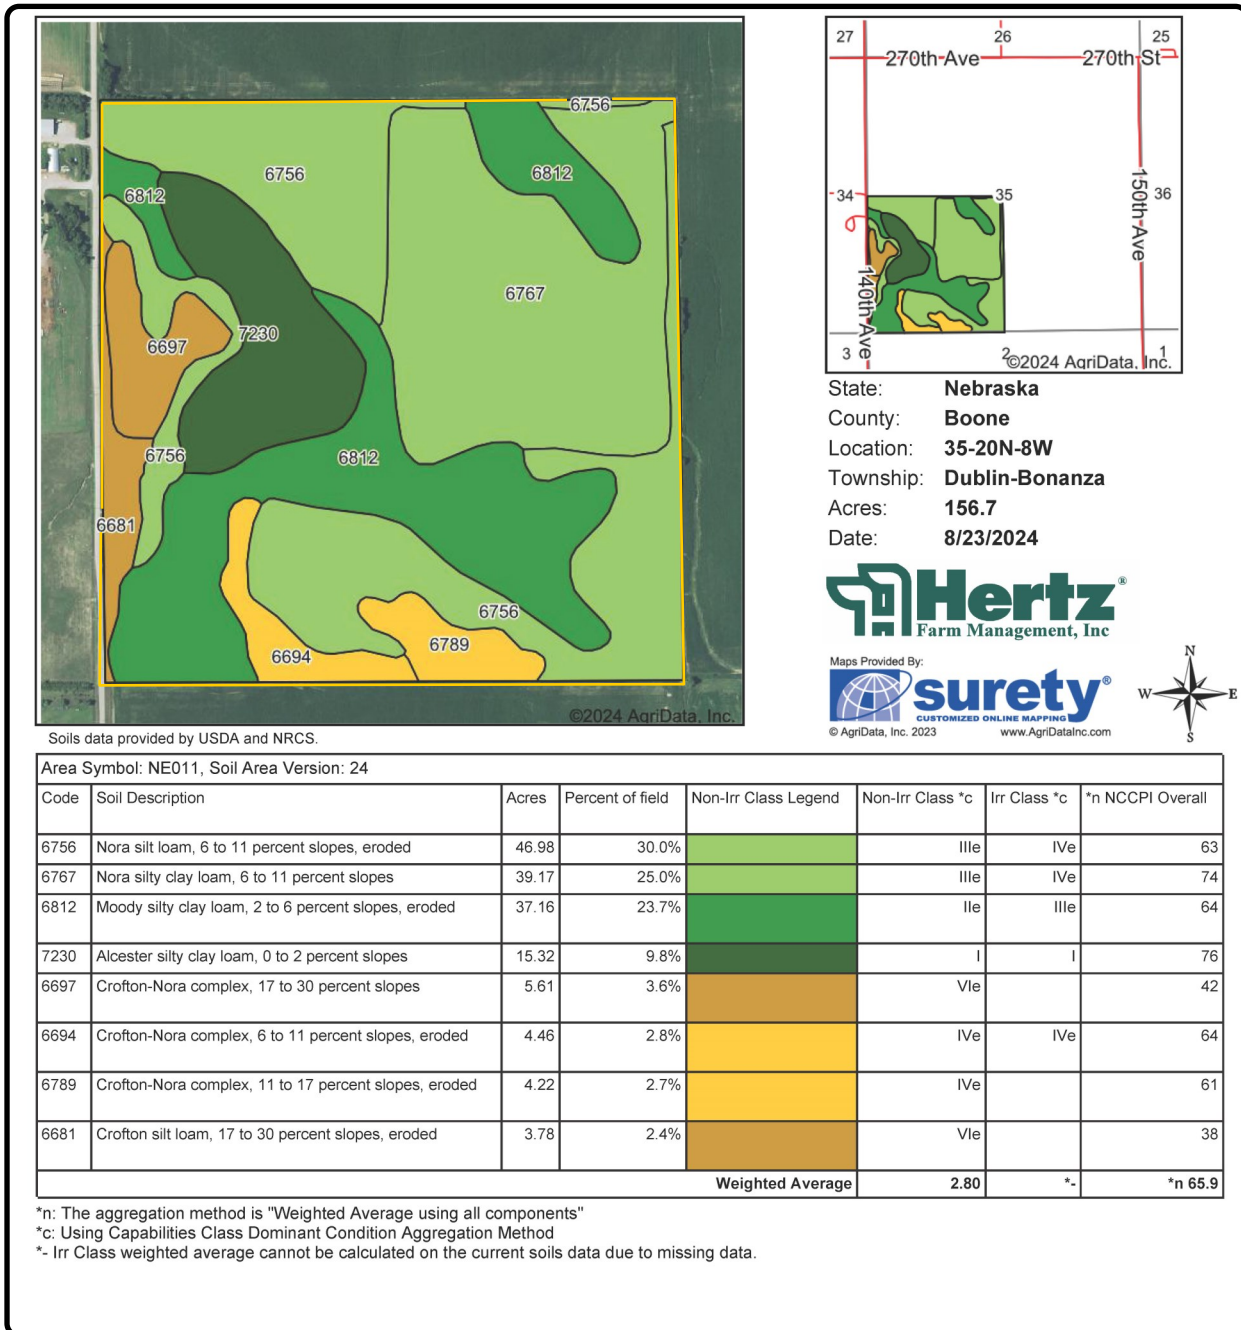 6756
6756
6812
6812
6767
7230
6697
6756
6812
6681
6756
6789
6694
©2024 AgriData, Inc.
27
26
25
270th Ave
270th St
34
35
36
150th Ave
140th Ave
3
2
1
©2024 AgriData, Inc.
State: Nebraska
County: Boone
Location: 35-20N-8W
Township: Dublin-Bonanza
Acres: 156.7
Date: 8/23/2024
Hertz®
Farm Management, Inc
Maps Provided By:
surety®
CUSTOMIZED ONLINE MAPPING
© AgriData, Inc. 2023 www.AgriDataInc.com
N
W E
S
Soils data provided by USDA and NRCS.
Area Symbol: NE011, Soil Area Version: 24
Code Soil Description Acres Percent of field Non-Irr Class Legend Non-Irr Class *c Irr Class *c *n NCCPI Overall
6756 Nora silt loam, 6 to 11 percent slopes, eroded 46.98 30.0% IIIe IVe 63
6767 Nora silty clay loam, 6 to 11 percent slopes 39.17 25.0% IIIe IVe 74
6812 Moody silty clay loam, 2 to 6 percent slopes, eroded 37.16 23.7% IIe IIIe 64
7230 Alcester silty clay loam, 0 to 2 percent slopes 15.32 9.8% I I 76
6697 Crofton-Nora complex, 17 to 30 percent slopes 5.61 3.6% VIe 42
6694 Crofton-Nora complex, 6 to 11 percent slopes, eroded 4.46 2.8% IVe IVe 64
6789 Crofton-Nora complex, 11 to 17 percent slopes, eroded 4.22 2.7% IVe 61
6681 Crofton silt loam, 17 to 30 percent slopes, eroded 3.78 2.4% VIe 38
Weighted Average 2.80 *- *n 65.9
*n: The aggregation method is "Weighted Average using all components"
*c: Using Capabilities Class Dominant Condition Aggregation Method
*- Irr Class weighted average cannot be calculated on the current soils data due to missing data.